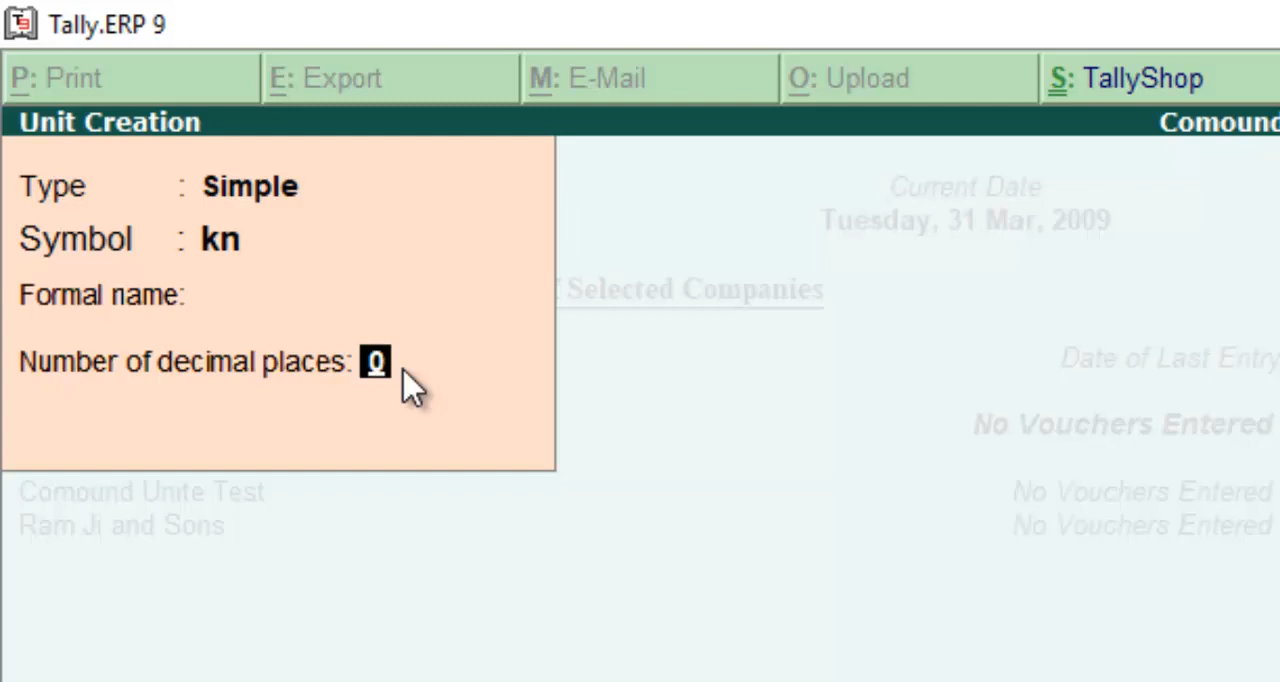 Tally.ERP 9
P: Print E: Export M: E-Mail O: Upload S: TallyShop
Unit Creation Comound
Type : Simple
Current Date
Symbol : kn
Tuesday, 31 Mar, 2009
Formal name:
Selected Companies
Number of decimal places: 0
Date of Last Entry
No Vouchers Entered
Comound Unite Test No Vouchers Entered
Ram Ji and Sons No Vouchers Entered